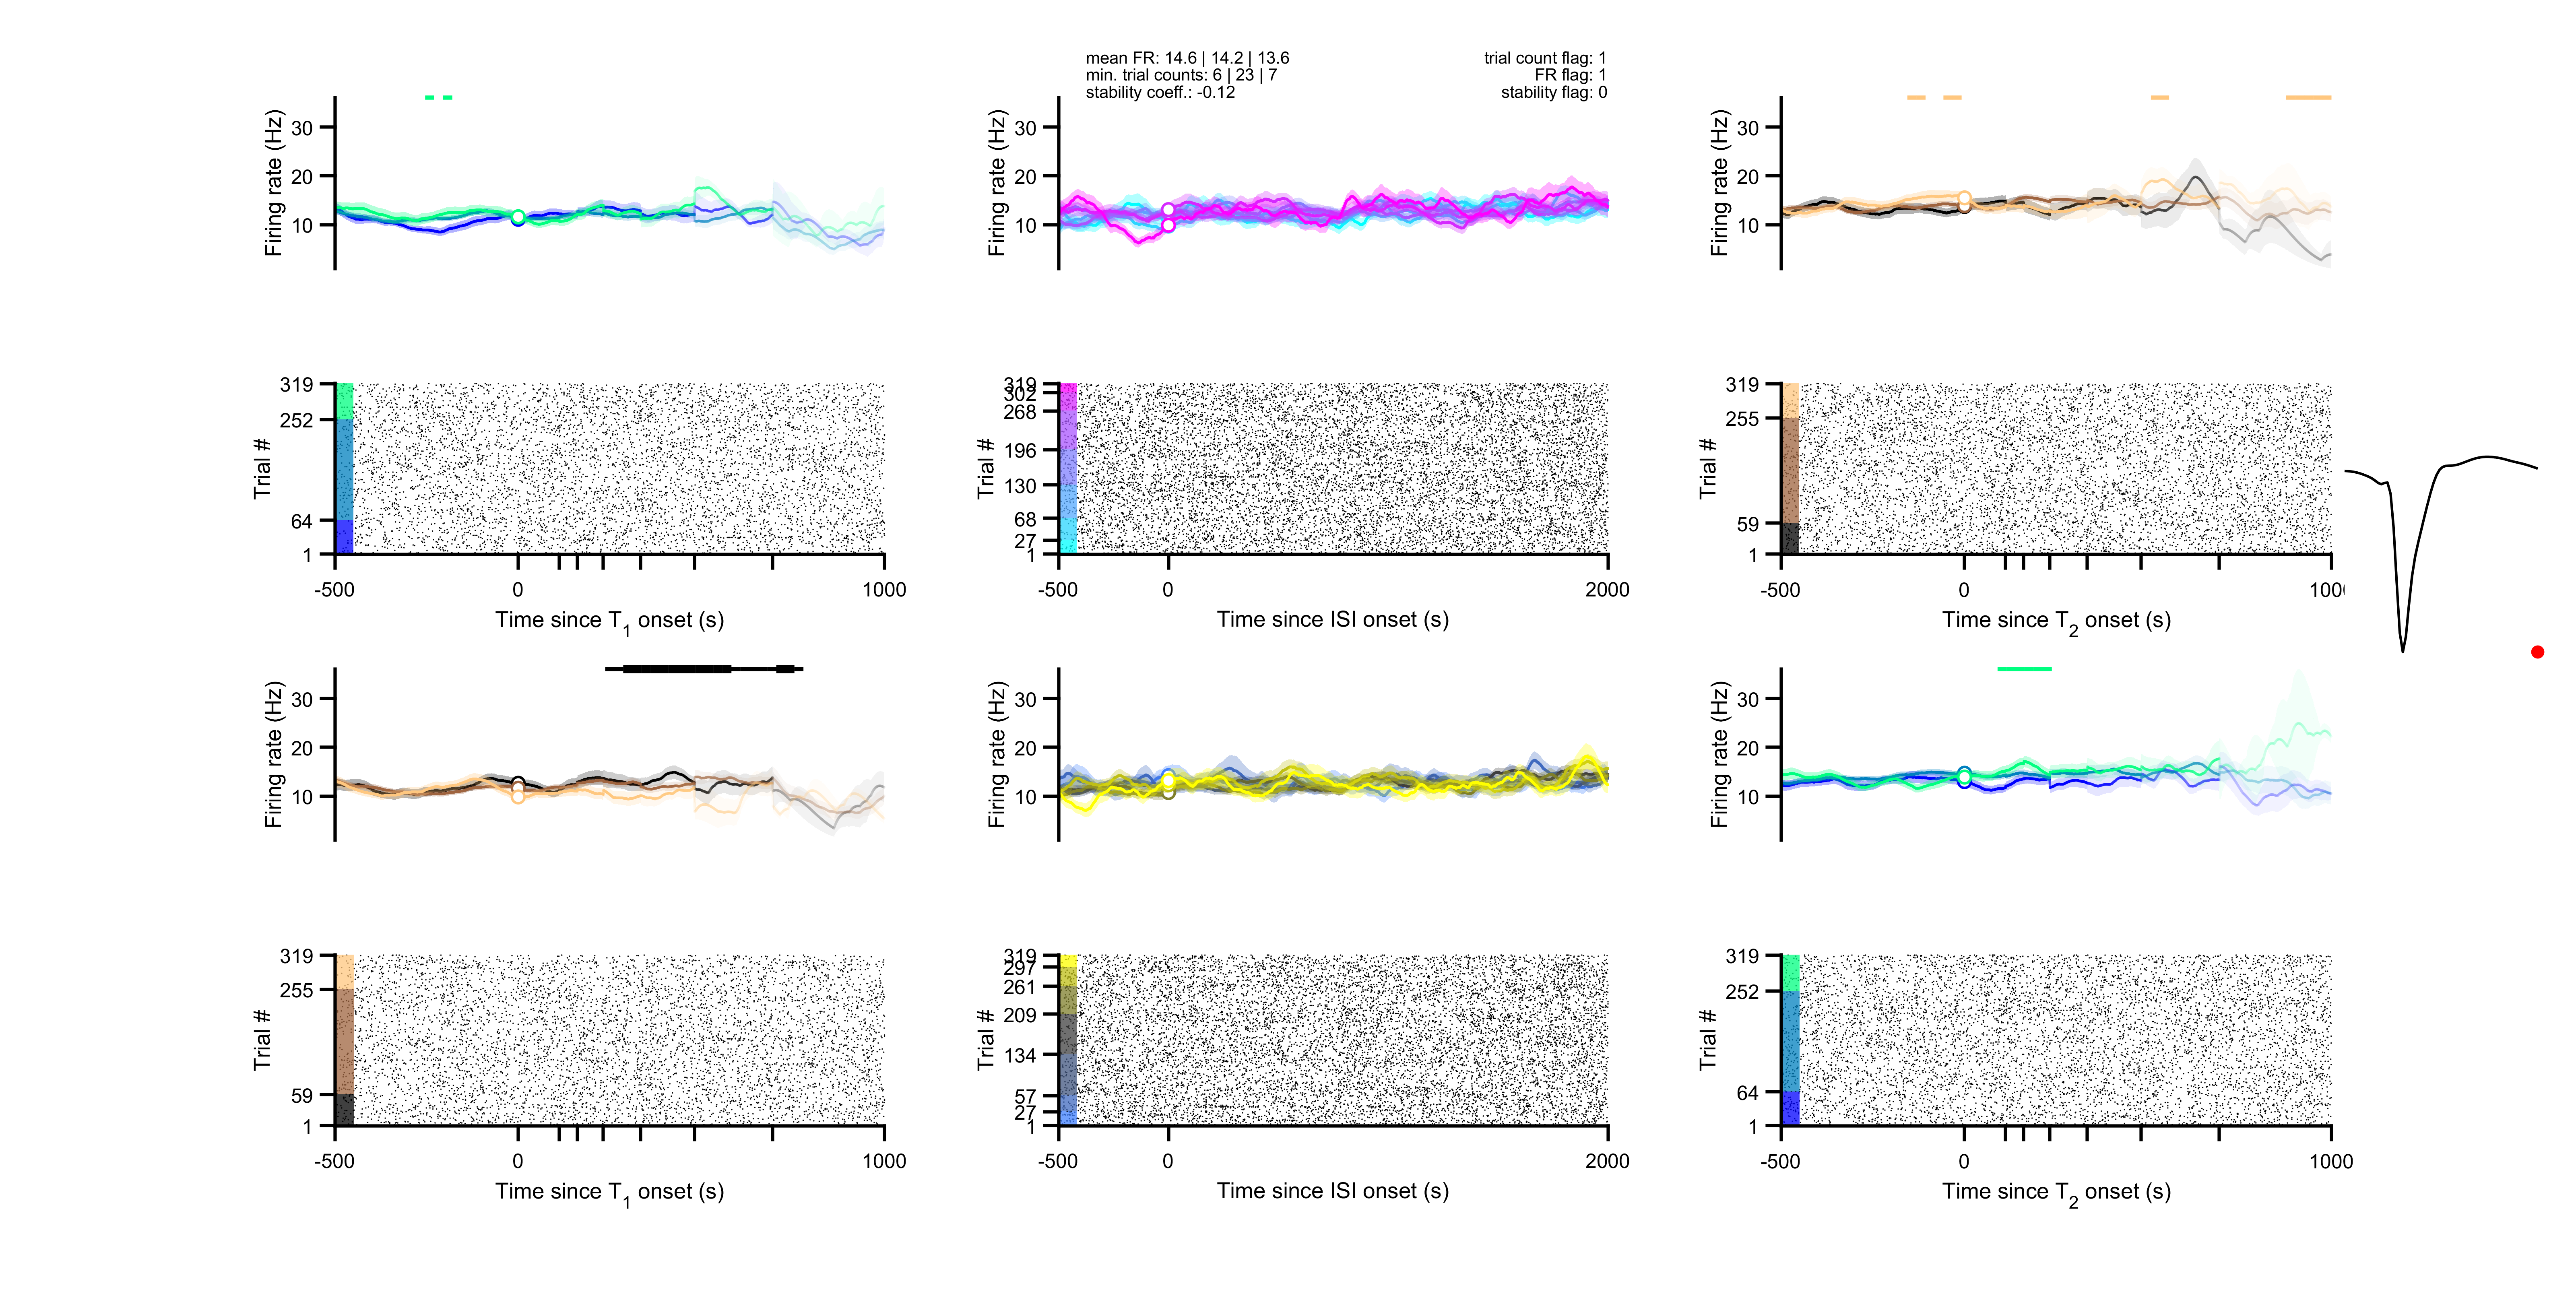 mean FR: 14.6 | 14.2 | 13.6
min. trial counts: 6 | 23 | 7
stability coeff.: -0.12
trial count flag: 1
FR flag: 1
stability flag: 0
Firing rate (Hz)
30
20
10
Firing rate (Hz)
30
20
10
Firing rate (Hz)
30
20
10
Trial #
319
252
64
1
-500
0
1000
Time since T1 onset (s)
Trial #
319
302
268
196
130
68
27
1
-500
0
2000
Time since ISI onset (s)
Trial #
319
255
59
1
-500
0
1000
Time since T2 onset (s)
Firing rate (Hz)
30
20
10
Firing rate (Hz)
30
20
10
Firing rate (Hz)
30
20
10
Trial #
319
255
59
1
-500
0
1000
Time since T1 onset (s)
Trial #
319
297
261
209
134
57
27
1
-500
0
2000
Time since ISI onset (s)
Trial #
319
252
64
1
-500
0
1000
Time since T2 onset (s)